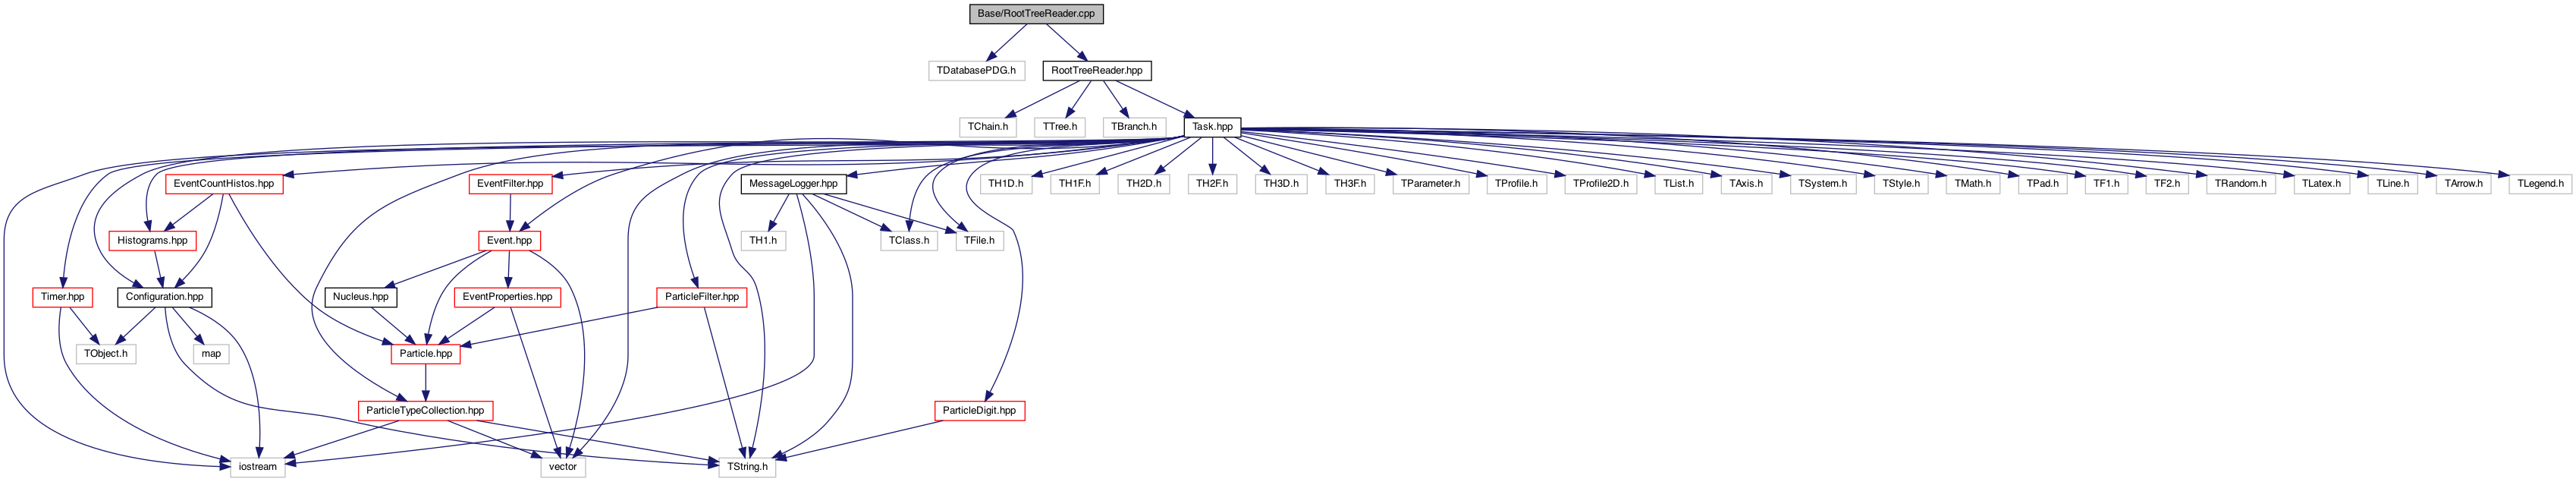 Base/RootTreeReader.cpp
TDatabasePDG.h
RootTreeReader.hpp
TChain.h
TTree.h
TBranch.h
Task.hpp
EventCountHistos.hpp
EventFilter.hpp
MessageLogger.hpp
TH1D.h
TH1F.h
TH2D.h
TH2F.h
TH3D.h
TH3F.h
TParameter.h
TProfile.h
TProfile2D.h
TList.h
TAxis.h
TSystem.h
TStyle.h
TMath.h
TPad.h
TF1.h
TF2.h
TRandom.h
TLatex.h
TLine.h
TArrow.h
TLegend.h
Histograms.hpp
Event.hpp
TH1.h
TClass.h
TFile.h
Timer.hpp
Configuration.hpp
Nucleus.hpp
EventProperties.hpp
ParticleFilter.hpp
TObject.h
map
Particle.hpp
ParticleTypeCollection.hpp
ParticleDigit.hpp
iostream
vector
TString.h